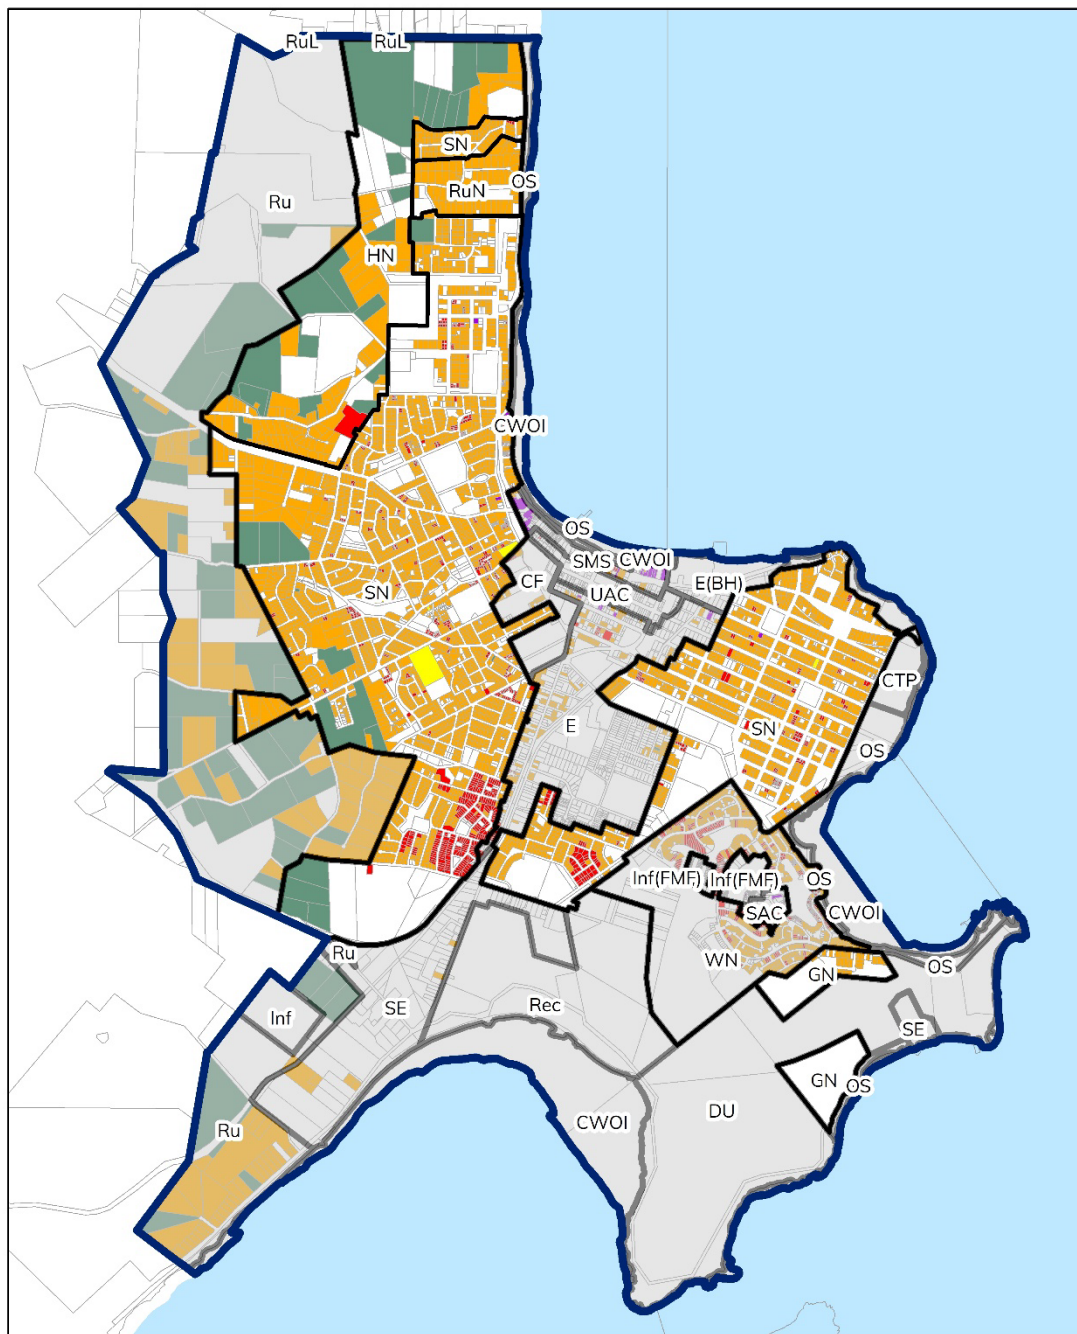 RuL RuL
SN
OS
RuN
Ru
HN
CWOI
OS
SMS CWOI
CF
E(BH)
UAC
SN
CTP
E
SN
OS
Inf(FMF) Inf(FMF)
OS
SAC
CWOI
Ru
WN
OS
GN
Rec
SE
Inf
SE
GN
OS
DU
CWOI
Ru